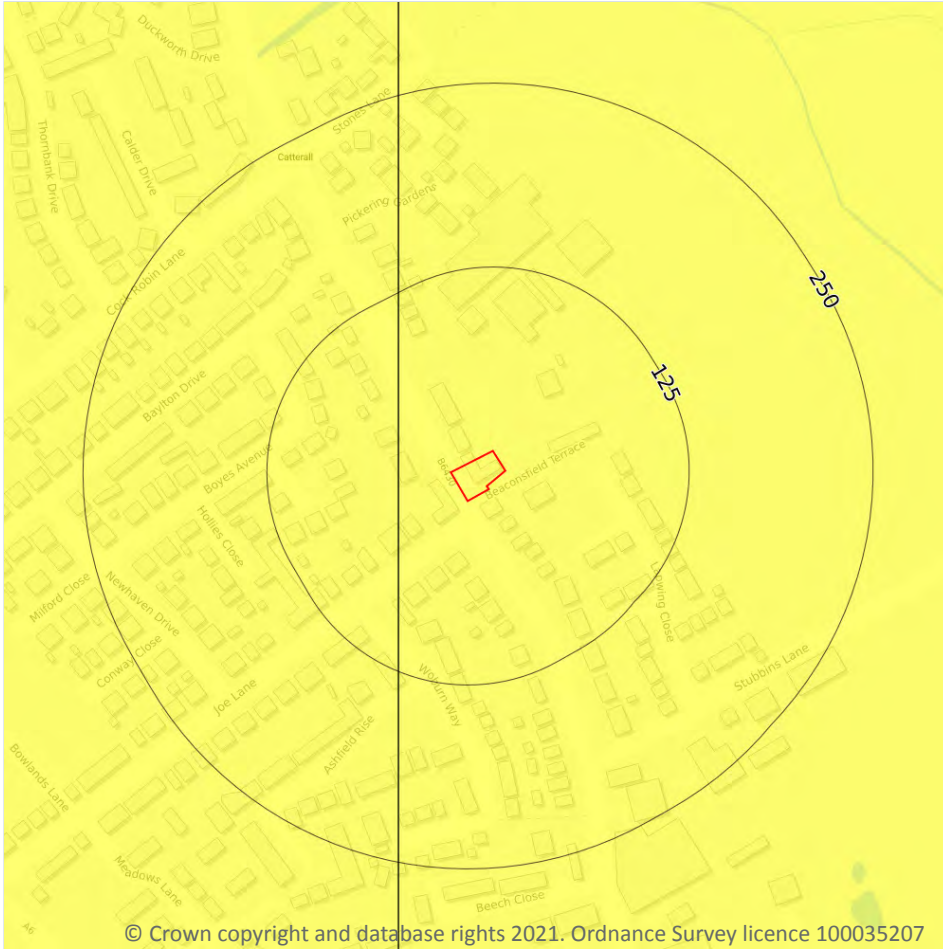 Duckworm Drive
Stones Lane
Thornbank Drive
Calder Drive
Catterall
Pickering Gardens
Cock Robin Lane
250
125
Baylton Drive
Boyes Avenue
Beaconsfield Terrace
Hollies Close
Milford Close
Newhaven Drive
Lapwing Close
Conway Close
Joe Lane
Woburn Way
Stubbins Lane
Ashfield Rise
Bowlands Lane
Meadows Lane
Beech Close
A6
© Crown copyright and database rights 2021. Ordnance Survey licence 100035207